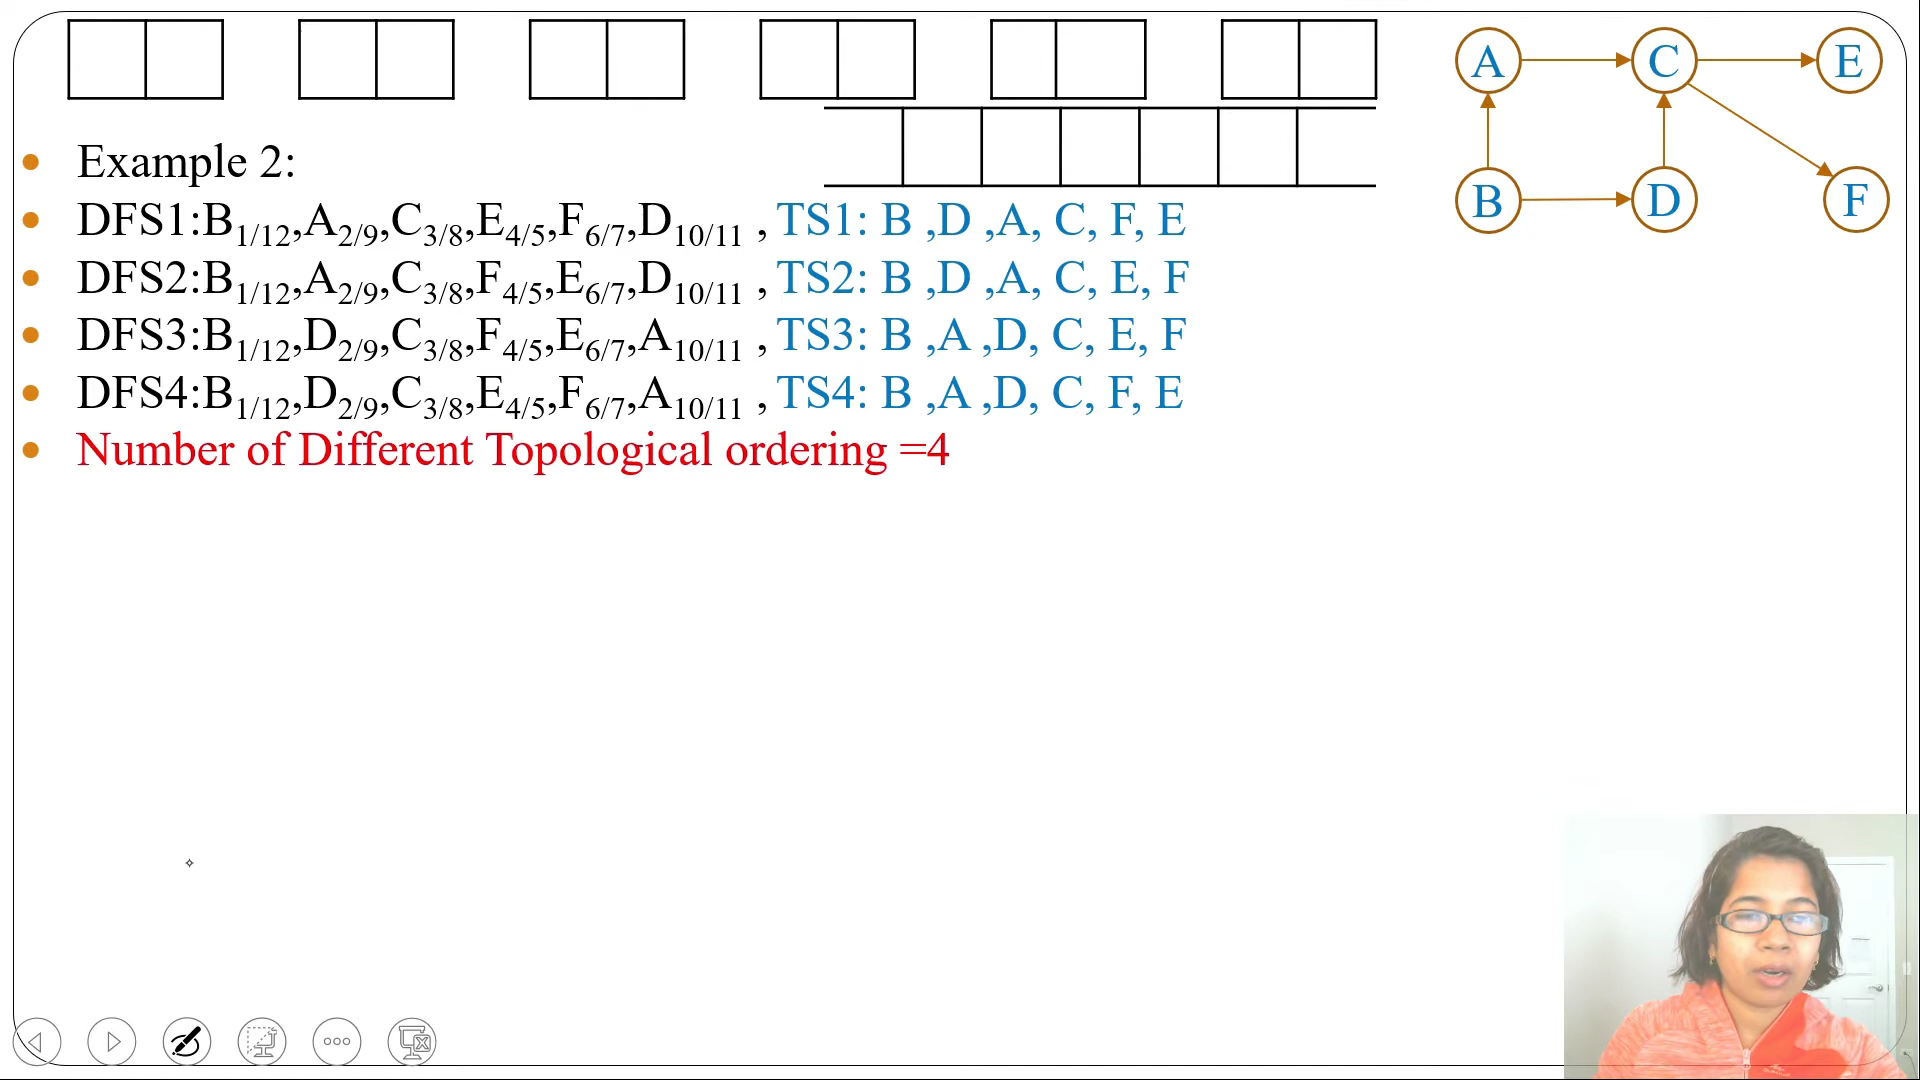 A C E
Example 2:
B D F
DFS1:B1/12,A2/9,C3/8,E4/5,F6/7,D10/11 , TS1: B ,D ,A, C, F, E
DFS2:B1/12,A2/9,C3/8,F4/5,E6/7,D10/11 , TS2: B ,D ,A, C, E, F
DFS3:B1/12,D2/9,C3/8,F4/5,E6/7,A10/11 , TS3: B ,A ,D, C, E, F
DFS4:B1/12,D2/9,C3/8,E4/5,F6/7,A10/11 , TS4: B ,A ,D, C, F, E
Number of Different Topological ordering =4